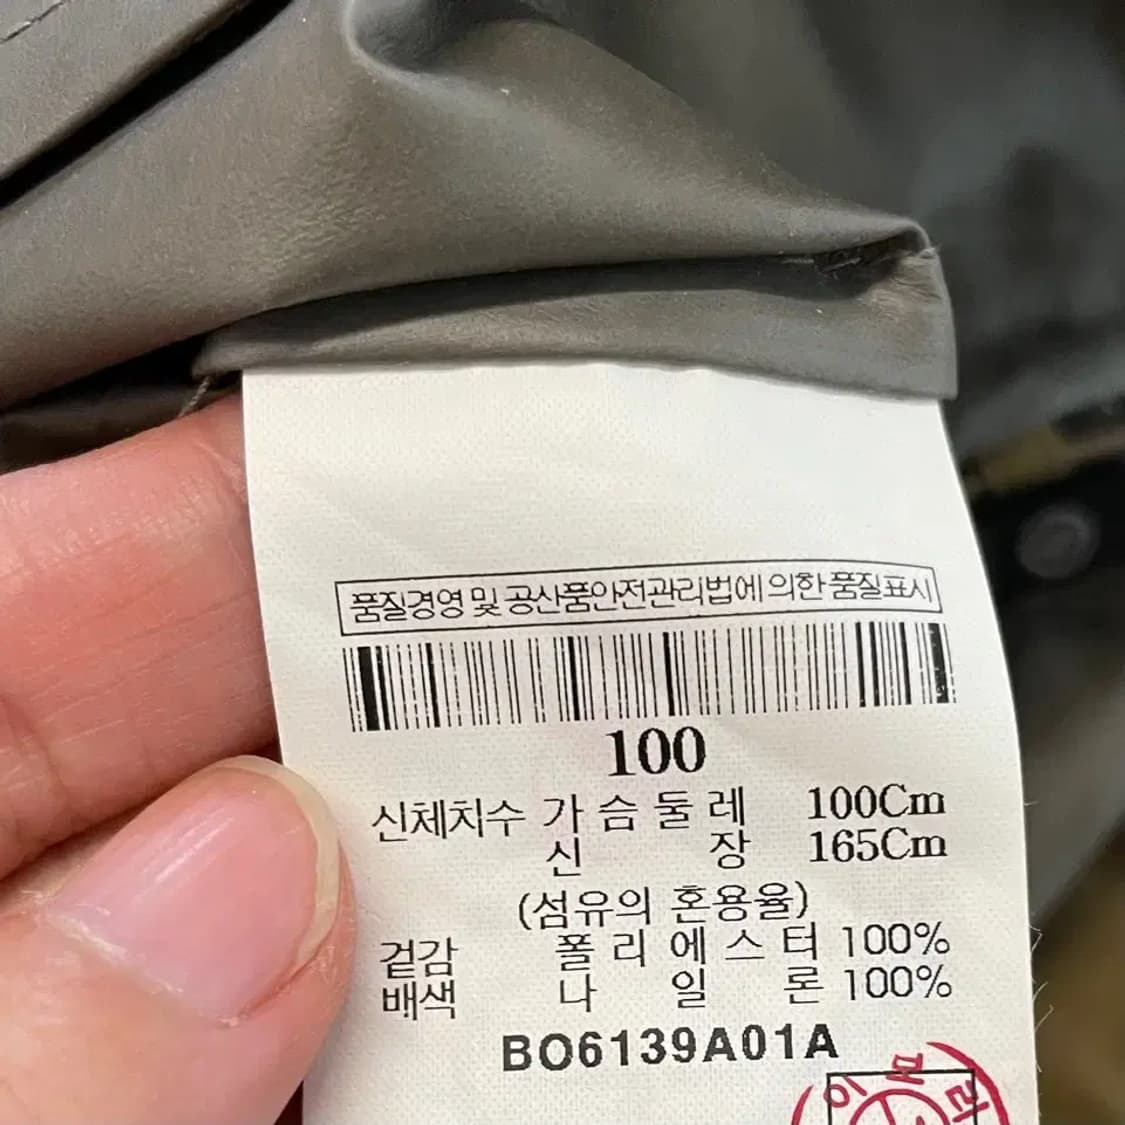 품질경영 및 공산품안전관리법에 의한 품질표시
100
신체치수 가슴둘레 100Cm
신장 165Cm
(섬유의 혼용율)
겉감 폴리에스터 100%
배색 나일론 100%
BO6139A01A